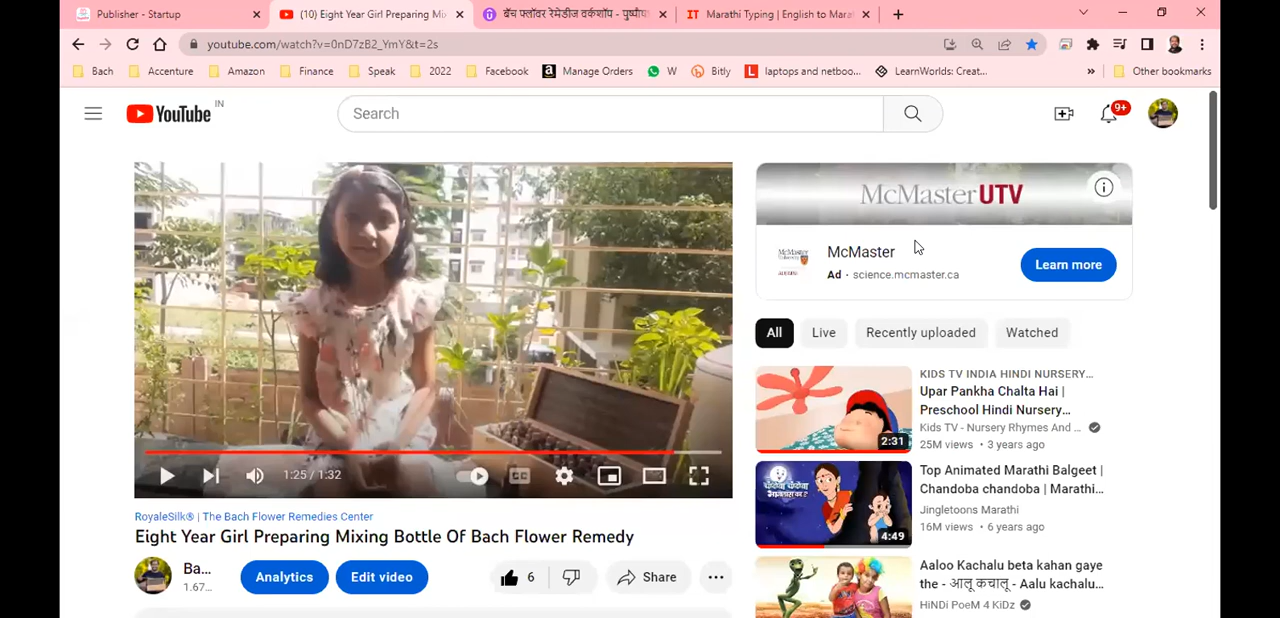 Publisher - Startup
(10) Eight Year Girl Preparing Mi
बॅच फ्लॉवर रेमेडीज वर्कशॉप - पुष्पौष
IT Marathi Typing | English to Mara
youtube.com/watch?v=0nD7zB2_YmY&t=2s
Bach
Accenture
Amazon
Finance
Speak
2022
Facebook
a Manage Orders
W
Bitly
L laptops and netboo...
LearnWorlds: Creat...
»
Other bookmarks
YouTube IN
Search
9+
McMaster UTV
McMaster
Ad · science.mcmaster.ca
Learn more
All
Live
Recently uploaded
Watched
KIDS TV INDIA HINDI NURSERY...
Upar Pankha Chalta Hai |
Preschool Hindi Nursery...
Kids TV - Nursery Rhymes And ...
25M views • 3 years ago
2:31
Top Animated Marathi Balgeet |
Chandoba chandoba | Marathi...
Jingletoons Marathi
16M views • 6 years ago
4:49
Aaloo Kachalu beta kahan gaye
the - आलू कचालू - Aalu kachalu...
HiNDi PoeM 4 KiDz
1:25 / 1:32
CC
RoyaleSilk® | The Bach Flower Remedies Center
Eight Year Girl Preparing Mixing Bottle Of Bach Flower Remedy
Ba...
1.67...
Analytics
Edit video
6
Share